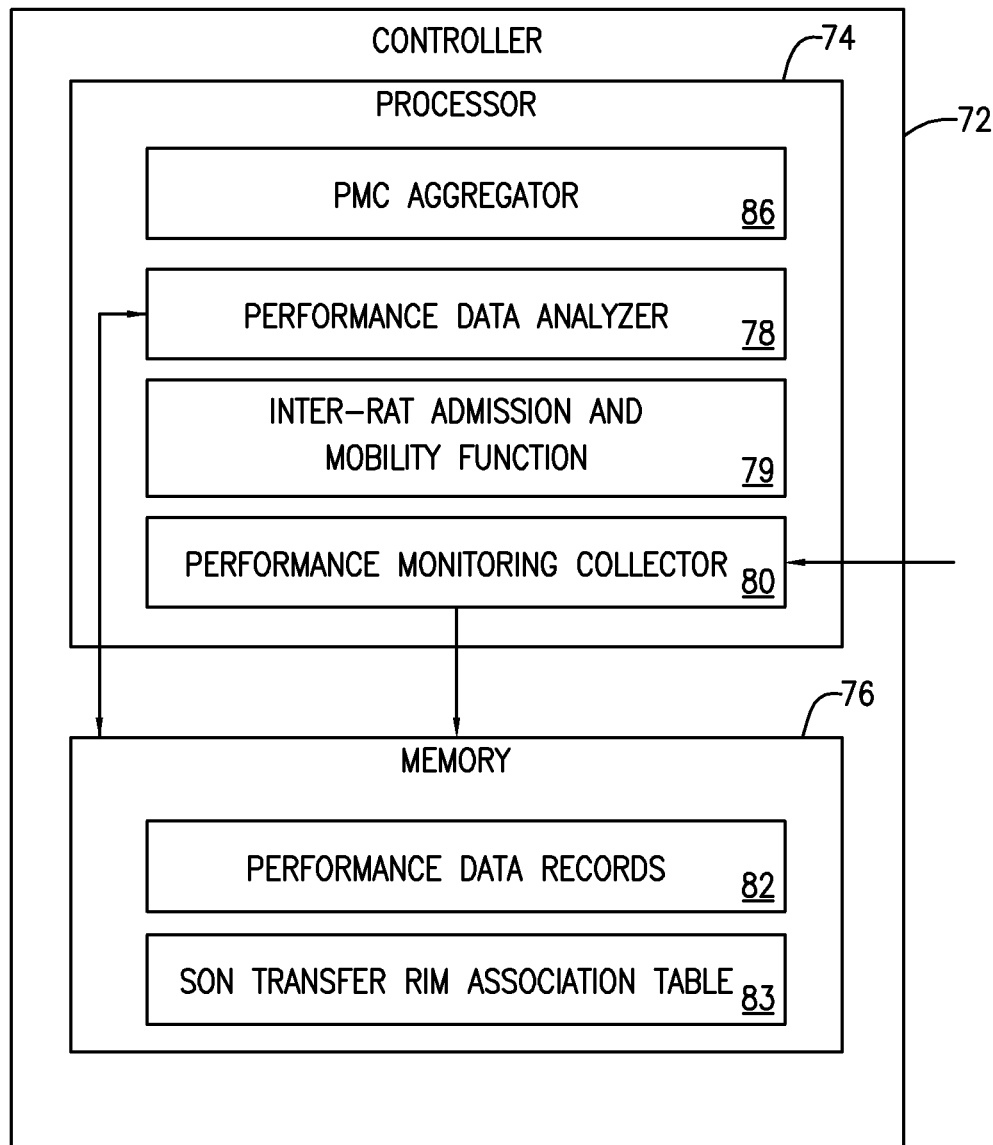 CONTROLLER
74
PROCESSOR
72
PMC AGGREGATOR
86
PERFORMANCE DATA ANALYZER
78
INTER-RAT ADMISSION AND
MOBILITY FUNCTION
79
PERFORMANCE MONITORING COLLECTOR
80
76
MEMORY
PERFORMANCE DATA RECORDS
82
SON TRANSFER RIM ASSOCIATION TABLE
83